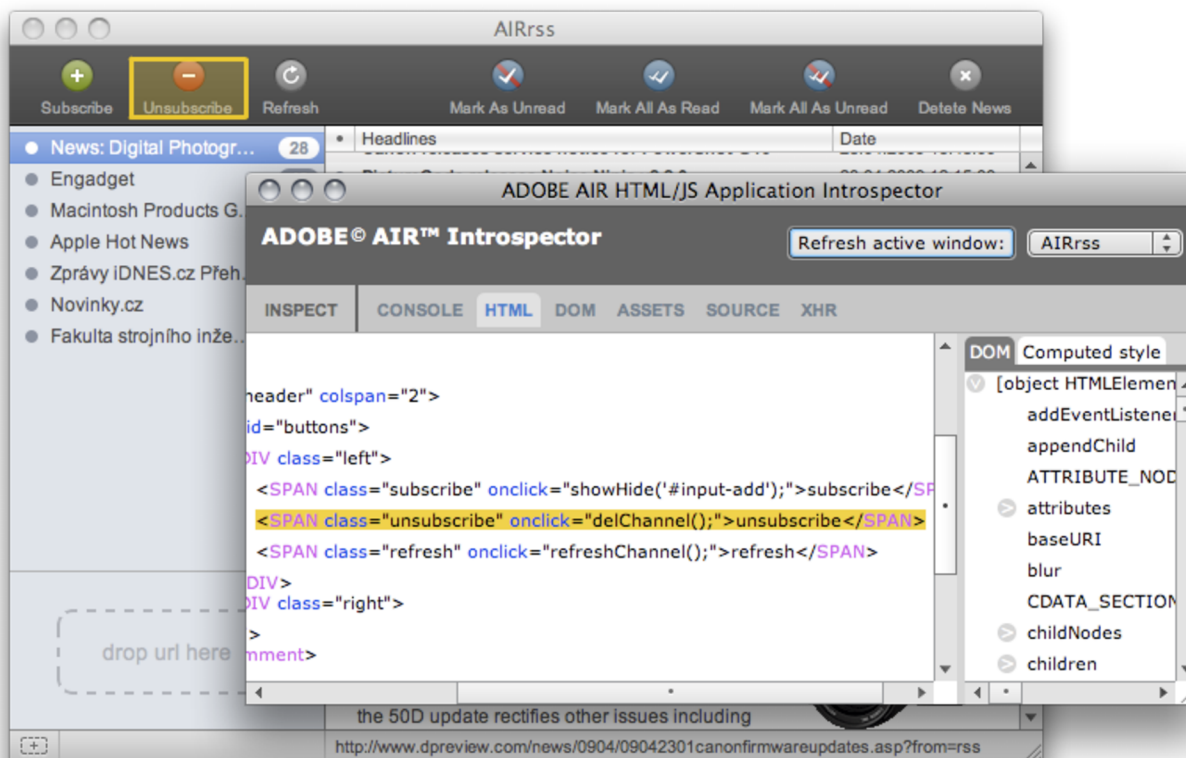 AIRrss
Subscribe Unsubscribe Refresh Mark As Unread Mark All As Read Mark All As Unread Detete News
News: Digital Photogr... 28
Engadget
Macintosh Products G.
Apple Hot News
Zprávy iDNES.cz Přeh.
Novinky.cz
Fakulta strojního inže..
• Headlines Date
ADOBE AIR HTML/JS Application Introspector
ADOBE© AIR™ Introspector
Refresh active window: AIRrss
INSPECT CONSOLE HTML DOM ASSETS SOURCE XHR
header" colspan="2">
id="buttons">
DIV class="left">
<SPAN class="subscribe" onclick="showHide('#input-add');">subscribe</SP
<SPAN class="unsubscribe" onclick="delChannel();">unsubscribe</SPAN>
<SPAN class="refresh" onclick="refreshChannel();">refresh</SPAN>
DIV>
DIV class="right">
>
mment>
DOM Computed style
[object HTMLElemen
addEventListener
appendChild
ATTRIBUTE_NOD
attributes
baseURI
blur
CDATA_SECTION
childNodes
children
drop url here
the 50D update rectifies other issues including
http://www.dpreview.com/news/0904/09042301canonfirmwareupdates.asp?from=rss